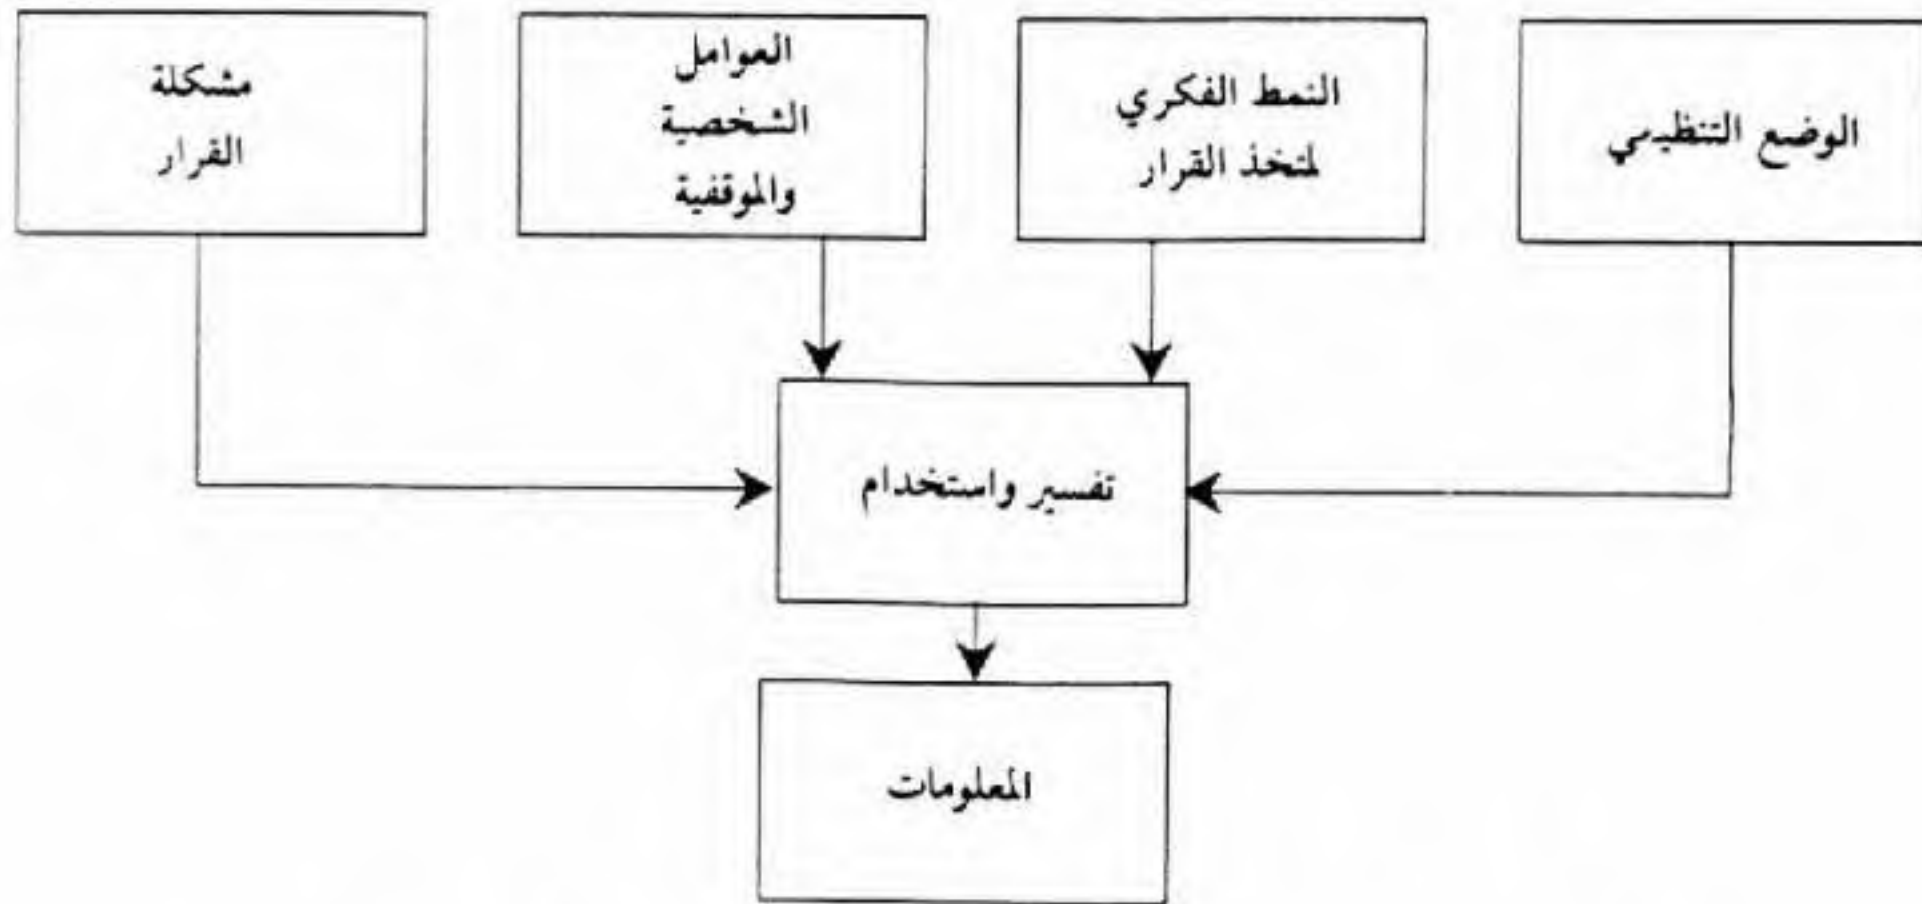 الوضع التنظيمي
النمط الفكري
لمتخذ القرار
العوامل
الشخصية
والموقفية
مشكلة
القرار
تفسير واستخدام
المعلومات